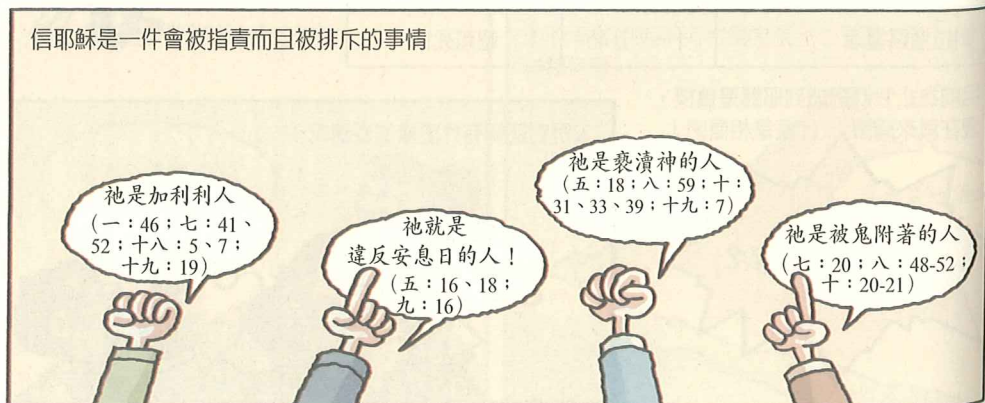 信耶穌是一件會被指責而且被排斥的事情
祂是加利利人
（一：46；七：41、
52；十八：5、7；
十九：19）
祂就是
違反安息日的人！
（五：16、18；
九：16）
祂是褻瀆神的人
（五：18；八：59；十：
31、33、39；十九：7）
祂是被鬼附著的人
（七：20；八：48-52；
十：20-21）